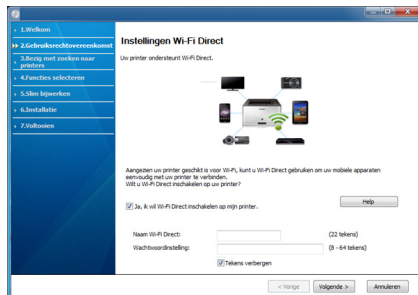 1.Welkom
2.Gebruiksrechtovereenkomst
3.Bezig met zoeken naar
printers
4.Functies selecteren
5.Slim bijwerken
6.Installatie
7.Voltooien
Instellingen Wi-Fi Direct
Uw printer ondersteunt Wi-Fi Direct.
Aangezien uw printer geschikt is voor Wi-Fi, kunt u Wi-Fi Direct gebruiken om uw mobiele apparaten
eenvoudig met uw printer te verbinden.
Wilt u Wi-Fi Direct inschakelen op uw printer?
Ja, ik wil Wi-Fi Direct inschakelen op mijn printer.
Help
Naam Wi-Fi Direct:
(22 tekens)
Wachtwoordinstelling:
(8 - 64 tekens)
Tekens verbergen
< Vorige
Volgende >
Annuleren